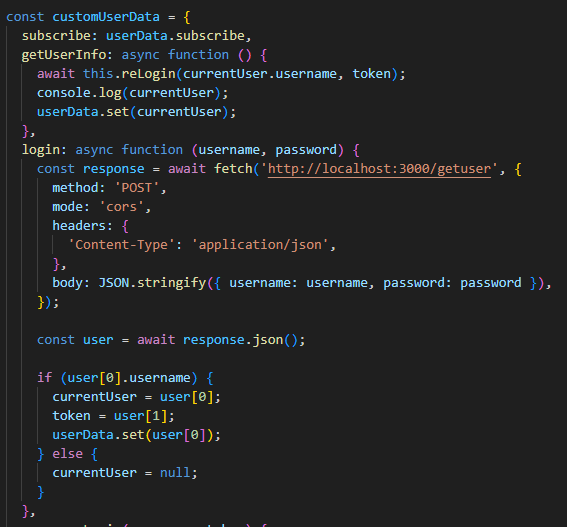 const customUserData = {
subscribe: userData.subscribe,
getUserInfo: async function () {
await this.reLogin(currentUser.username, token);
console.log(currentUser);
userData.set(currentUser);
},
login: async function (username, password) {
const response = await fetch('http://localhost:3000/getuser', {
method: 'POST',
mode: 'cors',
headers: {
'Content-Type': 'application/json',
},
body: JSON.stringify({ username: username, password: password }),
});
const user = await response.json();
if (user[0].username) {
currentUser = user[0];
token = user[1];
userData.set(user[0]);
} else {
currentUser = null;
}
},